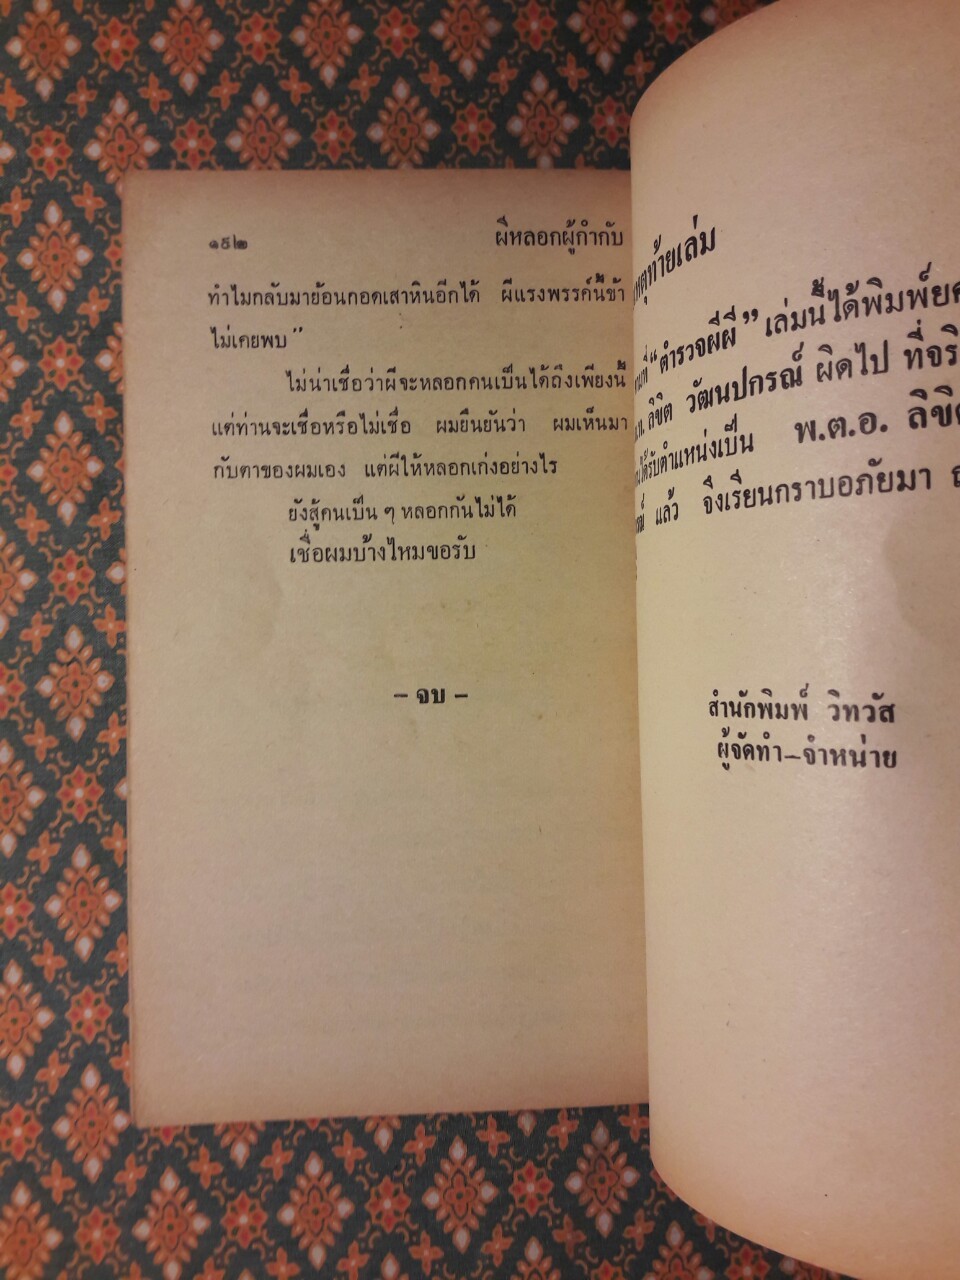 ๑๕๒ ผีหลอกผู้กำกับ
ทำไมกลับมาย้อนกอดเสาหินอีกได้ ผีแรงพรรค์นี้ข้า
ไม่เคยพบ”
ไม่น่าเชื่อว่าผีจะหลอกคนเป็นได้ถึงเพียงนี้
แต่ท่านจะเชื่อหรือไม่เชื่อ ผมยืนยันว่า ผมเห็นมา
กับตาของผมเอง แต่ผีให้หลอกเก่งอย่างไร
ยังสู้คนเป็น ๆ หลอกกันไม่ได้
เชื่อผมบ้างไหมขอรับ
– จบ –
ท้ายเล่ม
“ตำรวจผีผี” เล่มนี้ได้พิมพ์
ลิขิต วัฒนปกรณ์ ผิดไป ที่จริ
ได้รับตำแหน่งเป็น พ.ต.อ. ลิขิต
แล้ว จึงเรียนกราบอภัยมา
สำนักพิมพ์ วิทวัส
ผู้จัดทำ–จำหน่าย